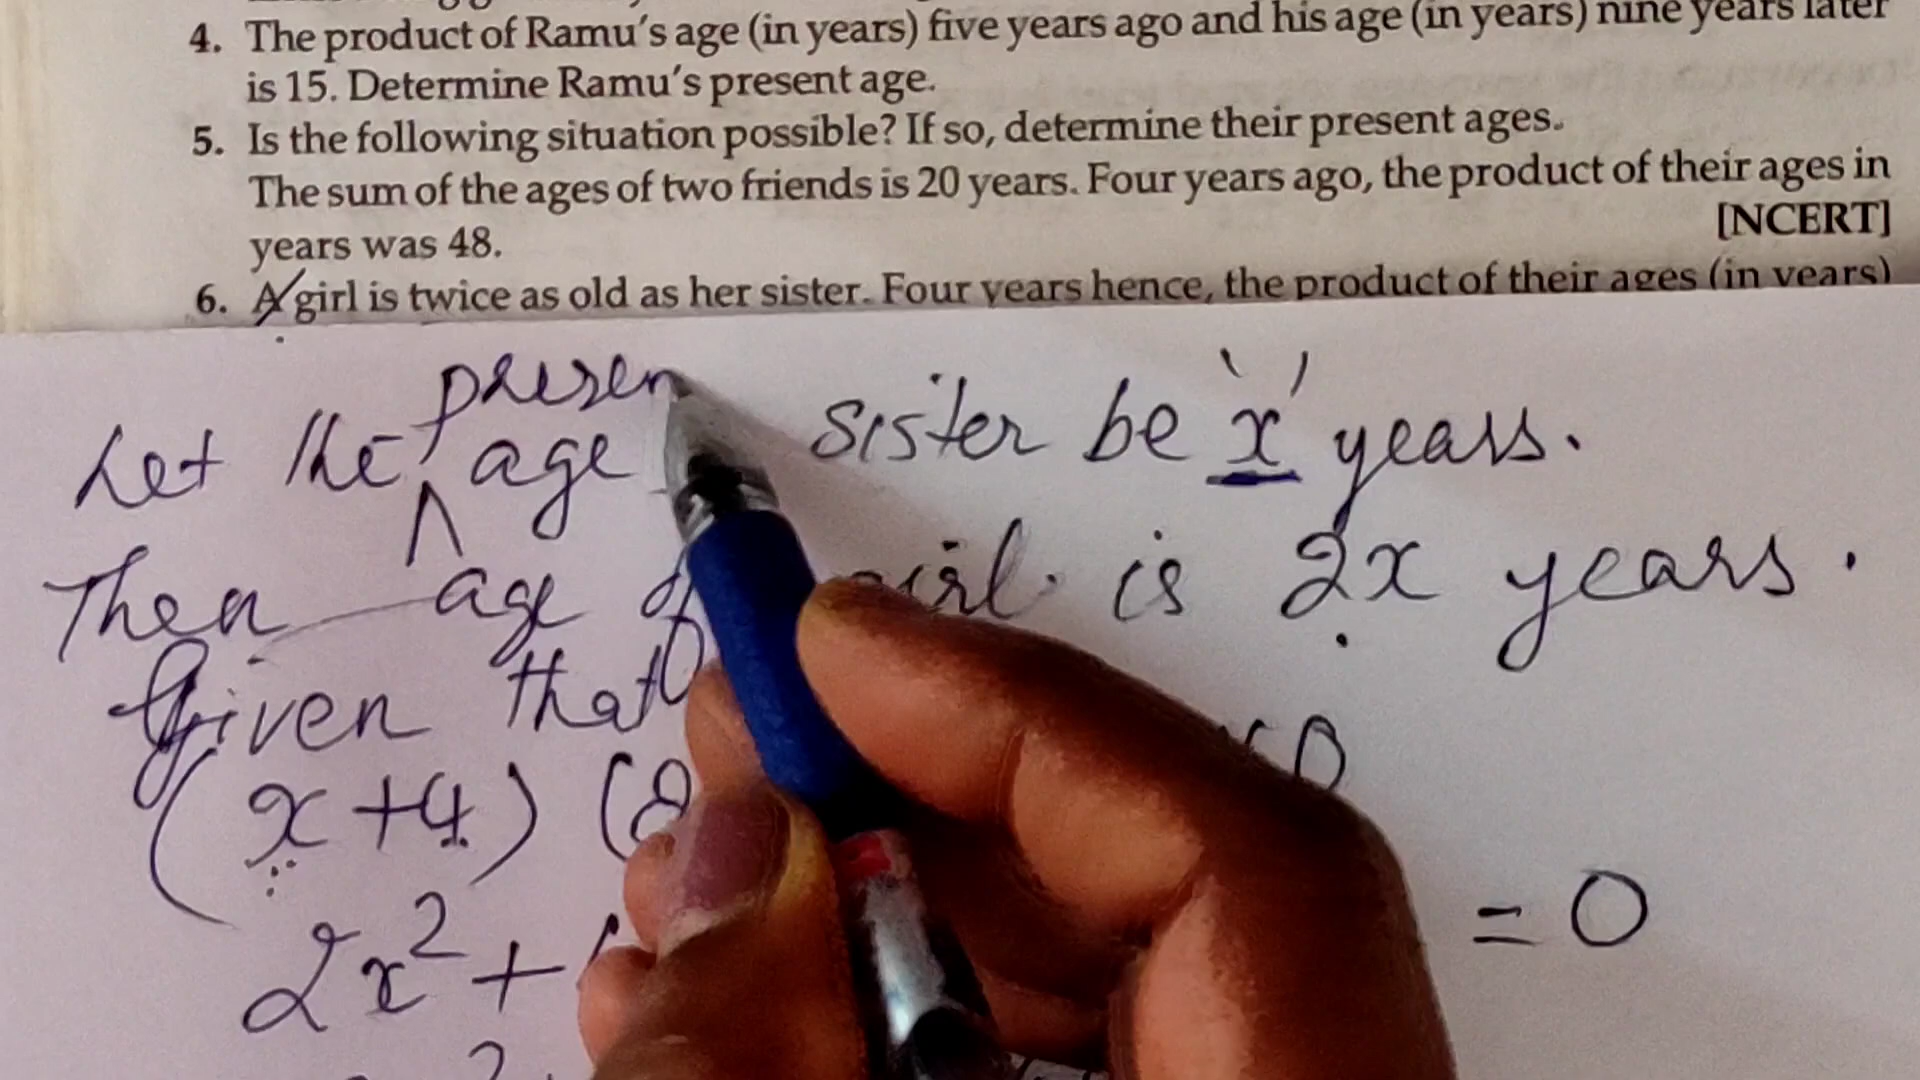 4. The product of Ramu's age (in years) five years ago and his age (in years) nine years later
is 15. Determine Ramu's present age.
5. Is the following situation possible? If so, determine their present ages.
The sum of the ages of two friends is 20 years. Four years ago, the product of their ages in
years was 48. [NCERT]
6. A girl is twice as old as her sister. Four years hence, the product of their ages (in years)
presen
Let the age sister be 'x' years.
Then age girl is 2x years.
Given that
(x+4) (2
2x²+ = 0